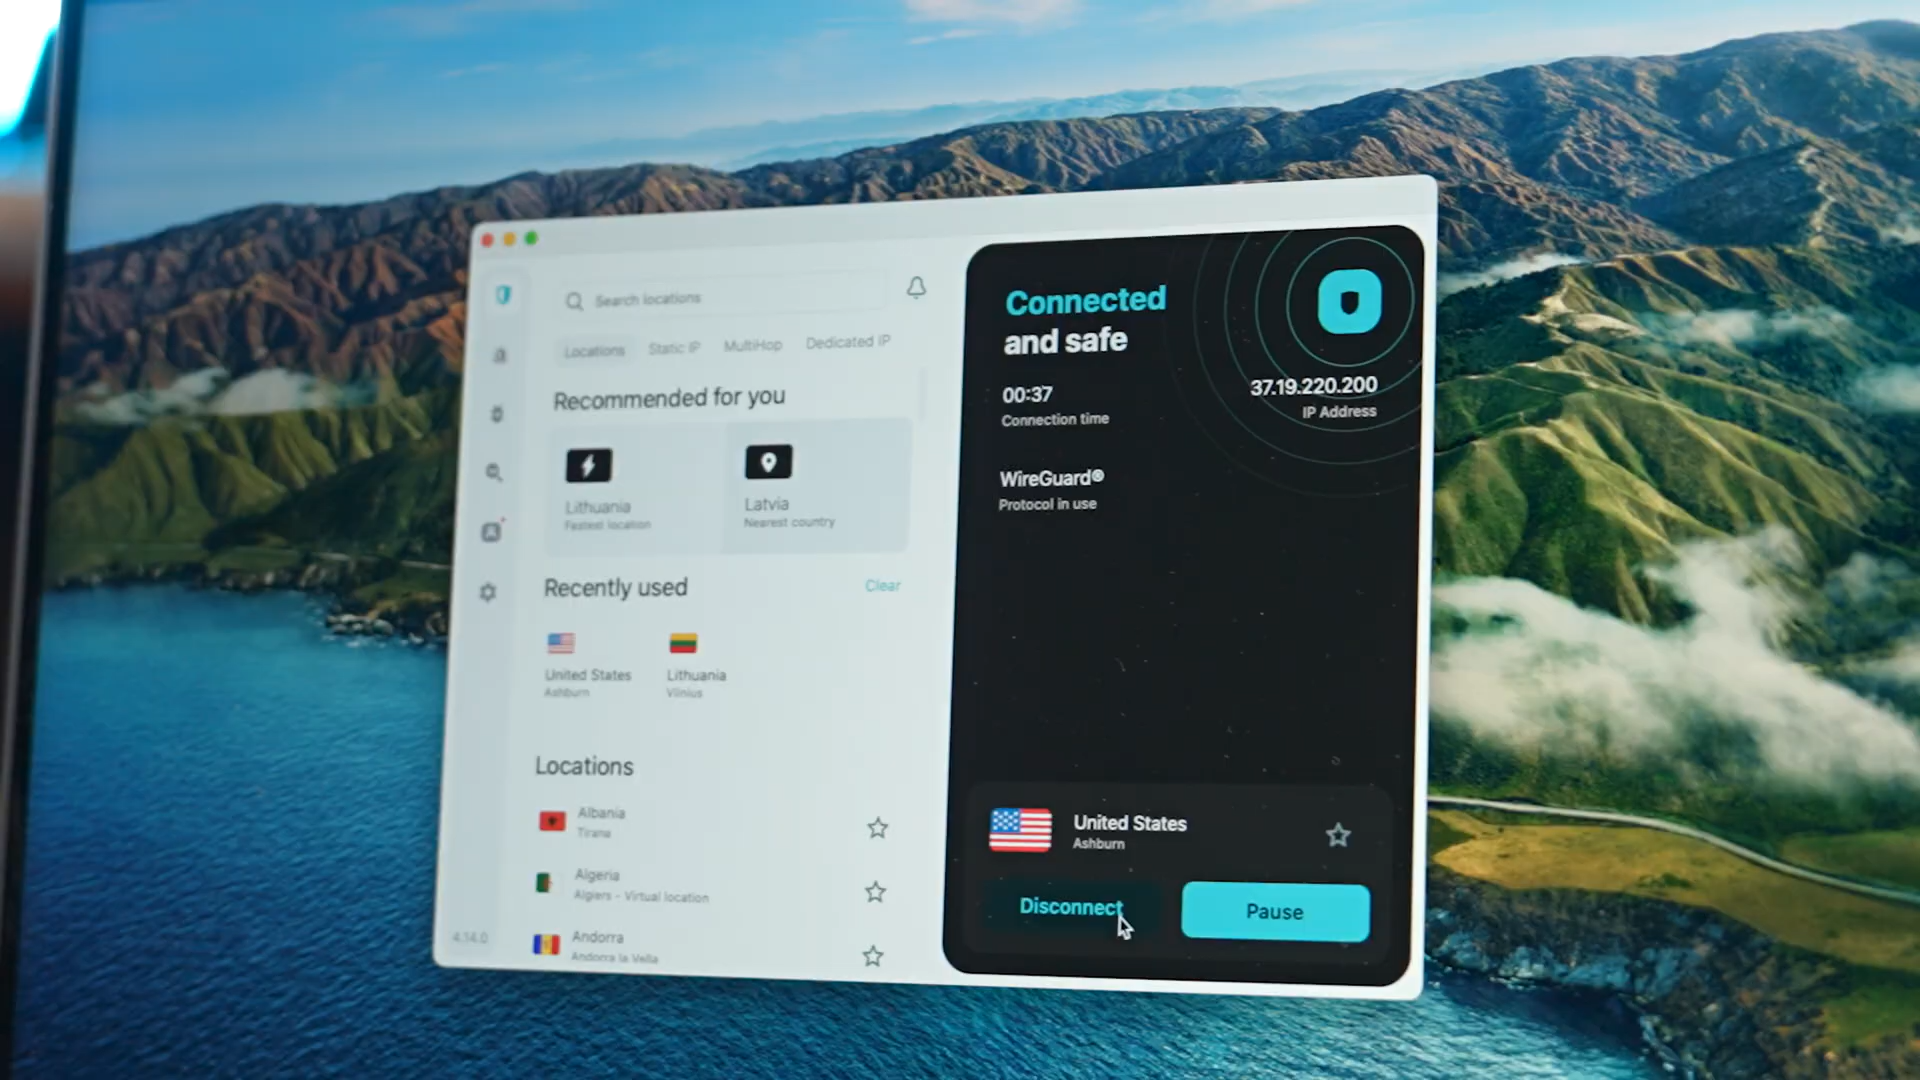 Search locations
Locations
Static IP
MultiHop
Dedicated IP
Recommended for you
Lithuania
Fastest location
Latvia
Nearest country
Recently used
Clear
United States
Ashburn
Lithuania
Vilnius
Locations
Albania
Tirana
Algeria
Algiers - Virtual location
Andorra
Andorra la Vella
4.14.0
Connected
and safe
00:37
Connection time
37.19.220.200
IP Address
WireGuard®
Protocol in use
United States
Ashburn
Disconnect
Pause